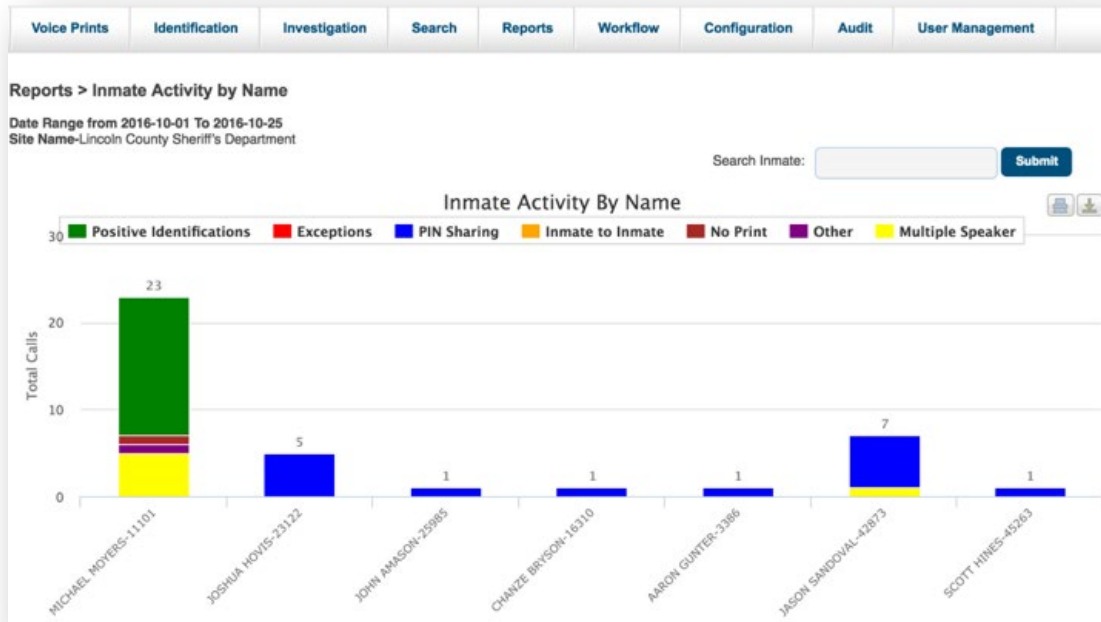 Voice Prints Identification Investigation Search Reports Workflow Configuration Audit User Management
Reports > Inmate Activity by Name
Date Range from 2016-10-01 To 2016-10-25
Site Name-Lincoln County Sheriff's Department
Search Inmate: Submit
Inmate Activity By Name
Positive Identifications Exceptions PIN Sharing Inmate to Inmate No Print Other Multiple Speaker
30
20
10
0
Total Calls
23
5
1
1
1
7
1
MICHAEL MOYERS-11101
JOSHUA HOVIS-23122
JOHN AMASON-25985
CHANZE BRYSON-16310
AARON GUNTER-3386
JASON SANDOVAL-42873
SCOTT HINES-45263